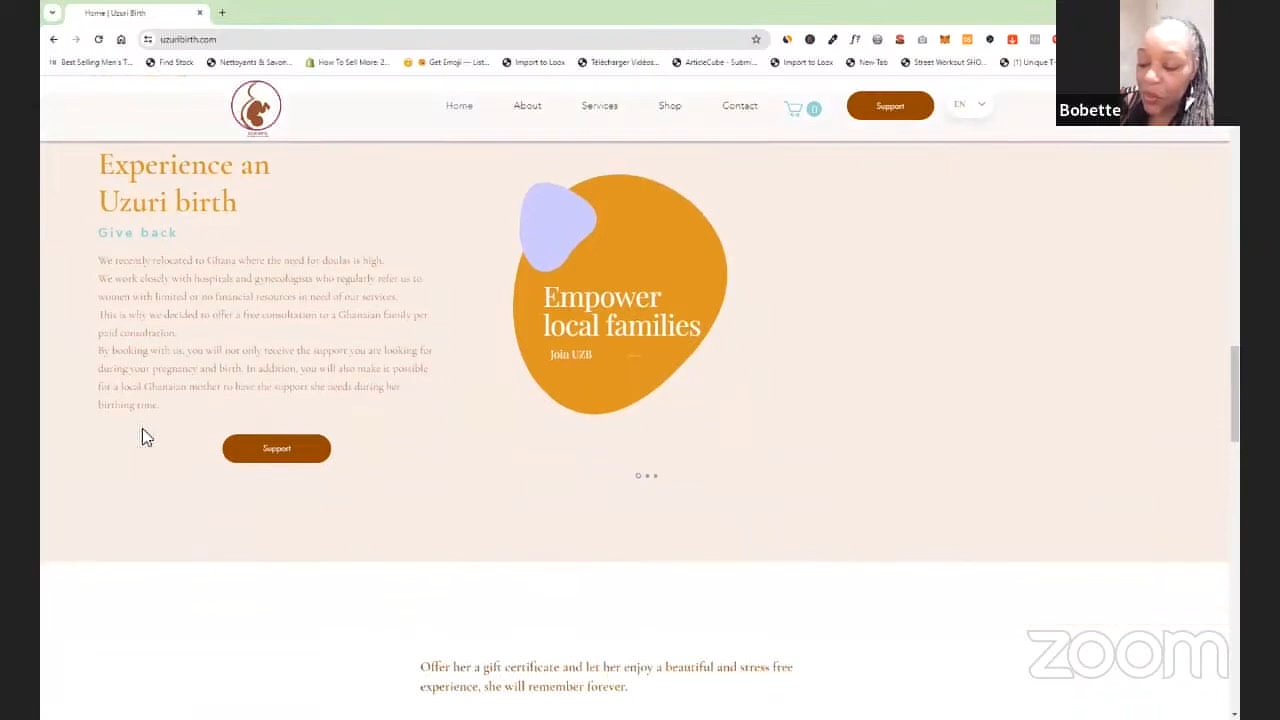 Home | Uzuri Birth
uzuribirth.com
Best Selling Men's T...
Find Stock
Nettoyants & Savon...
How To Sell More: 2...
Get Emoji — List...
Import to Loox
Télécharger Vidéos...
ArticleCube - Submi...
Import to Loox
New Tab
Street Workout SHO...
(1) Unique T
Bobette
Home
About
Services
Shop
Contact
0
Support
EN
Experience an
Uzuri birth
Give back
We recently relocated to Ghana where the need for doulas is high.
We work closely with hospitals and gynecologists who regularly refer us to
women with limited or no financial resources in need of our services.
This is why we decided to offer a free consultation to a Ghanaian family per
paid consultation.
By booking with us, you will not only receive the support you are looking for
during your pregnancy and birth. In addition, you will also make it possible
for a local Ghanaian mother to have the support she needs during her
birthing time.
Support
Empower
local families
Join UZB
Offer her a gift certificate and let her enjoy a beautiful and stress free
experience, she will remember forever.
zoom